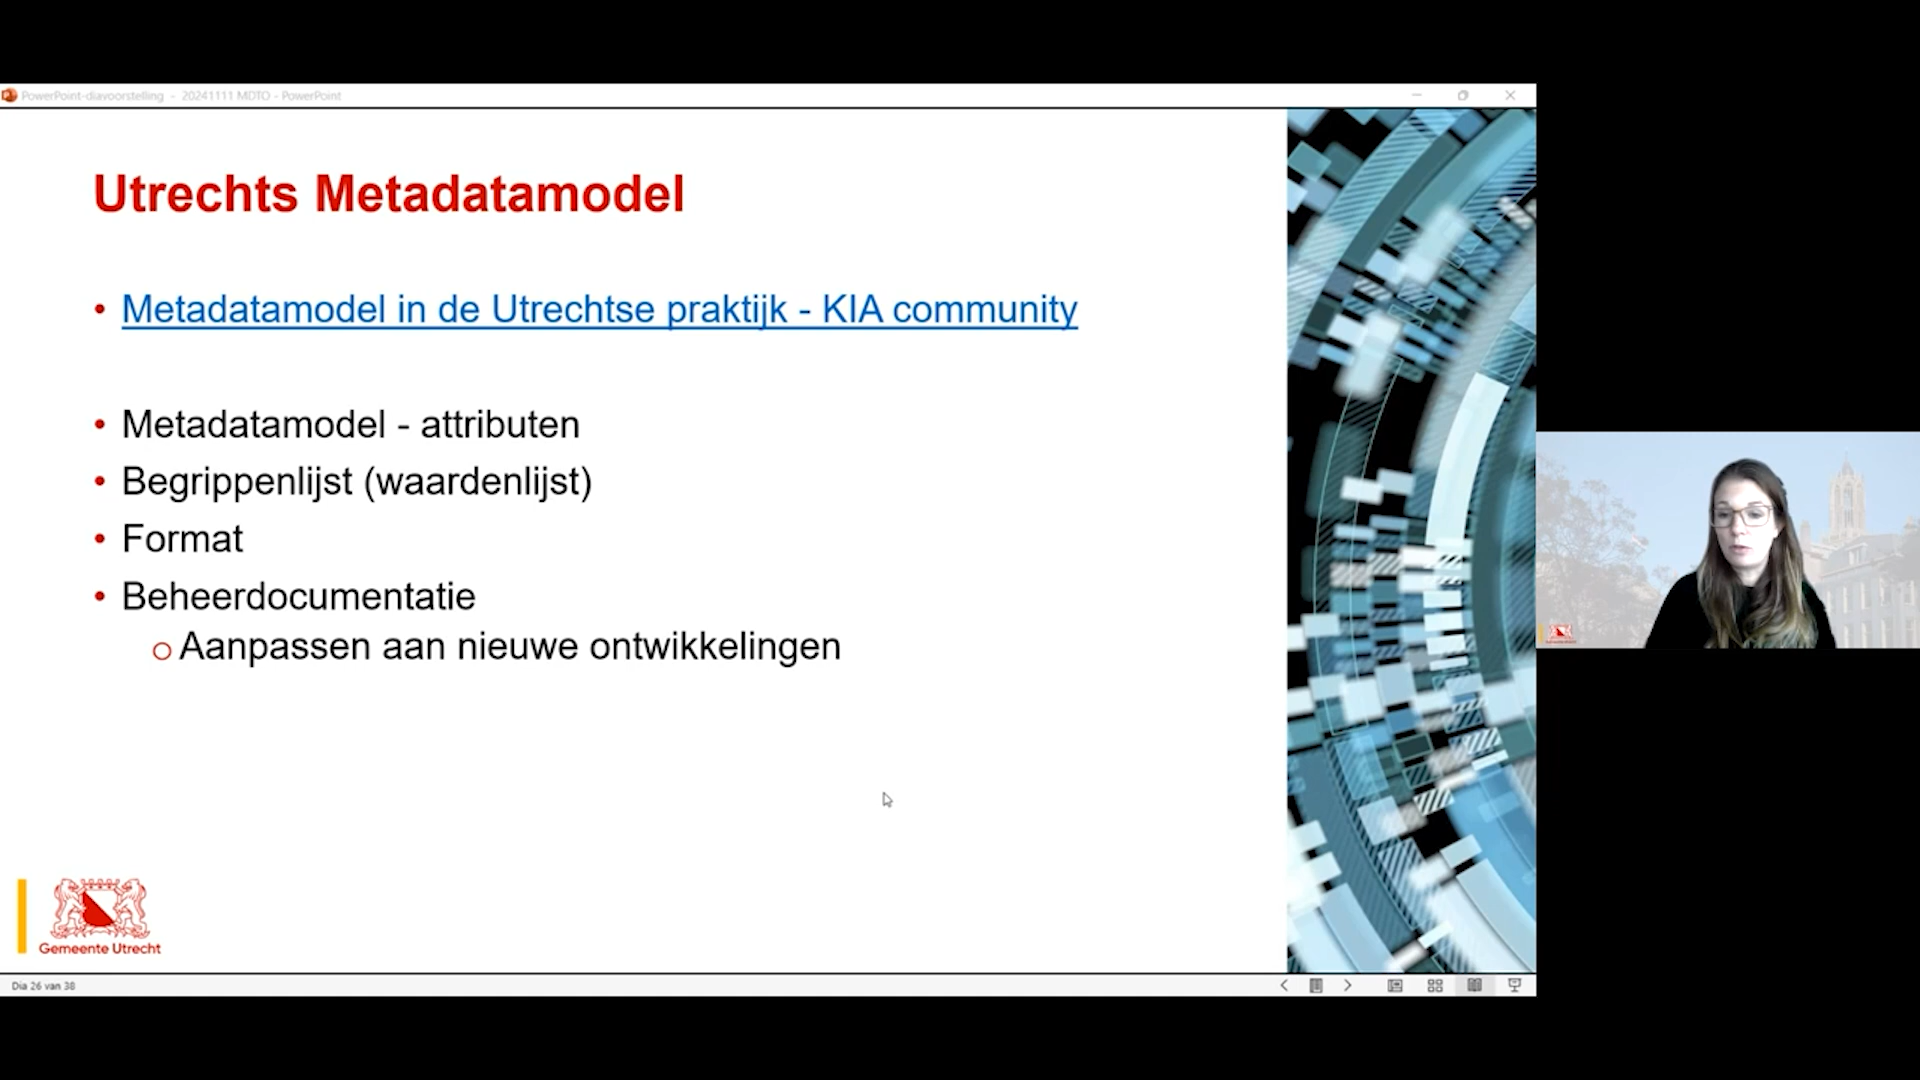 PowerPoint-diavoorstelling - 20241111 MDTO - PowerPoint
Utrechts Metadatamodel
• Metadatamodel in de Utrechtse praktijk - KIA community
• Metadatamodel - attributen
• Begrippenlijst (waardenlijst)
• Format
• Beheerdocumentatie
o Aanpassen aan nieuwe ontwikkelingen
Gemeente Utrecht
Dia 26 van 38